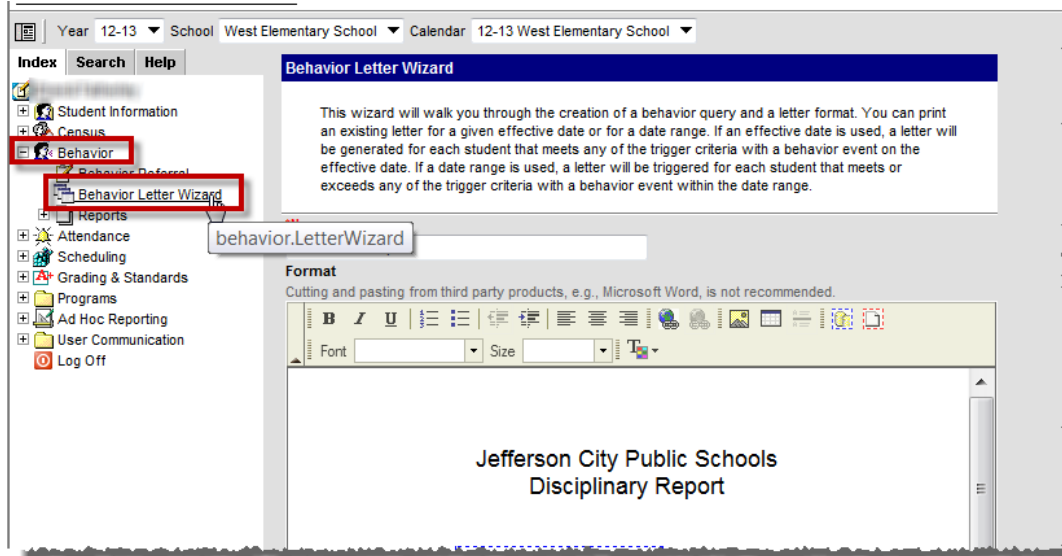 Year 12-13 School West Elementary School Calendar 12-13 West Elementary School
Index Search Help
Student Information
Census
Behavior
Behavior Referral
Behavior Letter Wizard
Reports
Attendance
Scheduling
Grading & Standards
Programs
Ad Hoc Reporting
User Communication
Log Off
behavior.LetterWizard
Behavior Letter Wizard
This wizard will walk you through the creation of a behavior query and a letter format. You can print
an existing letter for a given effective date or for a date range. If an effective date is used, a letter will
be generated for each student that meets any of the trigger criteria with a behavior event on the
effective date. If a date range is used, a letter will be triggered for each student that meets or
exceeds any of the trigger criteria with a behavior event within the date range.
Format
Cutting and pasting from third party products, e.g., Microsoft Word, is not recommended.
B I U
Font Size
Jefferson City Public Schools
Disciplinary Report